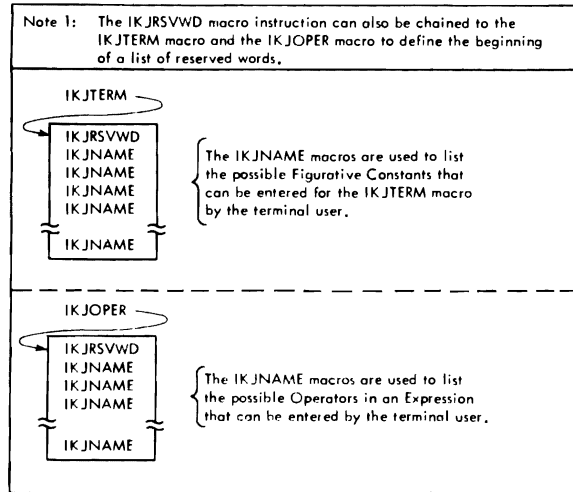 Note 1: The IKJRSVWD macro instruction can also be chained to the
IKJTERM macro and the IKJOPER macro to define the beginning
of a list of reserved words.
IKJTERM
IKJRSVWD
IKJNAME
IKJNAME
IKJNAME
IKJNAME
IKJNAME
The IKJNAME macros are used to list
the possible Figurative Constants that
can be entered for the IKJTERM macro
by the terminal user.
IKJOPER
IKJRSVWD
IKJNAME
IKJNAME
IKJNAME
IKJNAME
The IKJNAME macros are used to list
the possible Operators in an Expression
that can be entered by the terminal user.